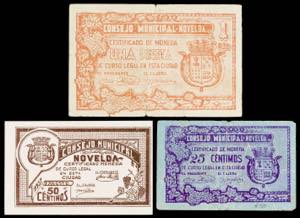 CONSEJO MUNICIPAL-NOVELDA
CERTIFICADO DE MONEDA
UNA PESETA
DE CURSO LEGAL EN ESTA CIUDAD
EL PRESIDENTE
EL CAJERO
1
CONSEJO MUNICIPAL
NOVELDA
CERTIFICADO MONEDA
DE CURSO LEGAL
EN ESTA
CIUDAD
50
CENTIMOS
CONSEJO MUNICIPAL-NOVELDA
CERTIFICADO DE MONEDA
25 CENTIMOS
DE CURSO LEGAL EN ESTA CIUDAD
EL PRESIDENTE
EL CAJERO